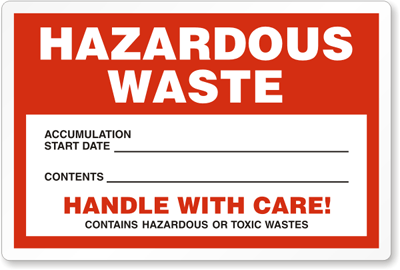 HAZARDOUS
WASTE
ACCUMULATION
START DATE
CONTENTS
HANDLE WITH CARE!
CONTAINS HAZARDOUS OR TOXIC WASTES